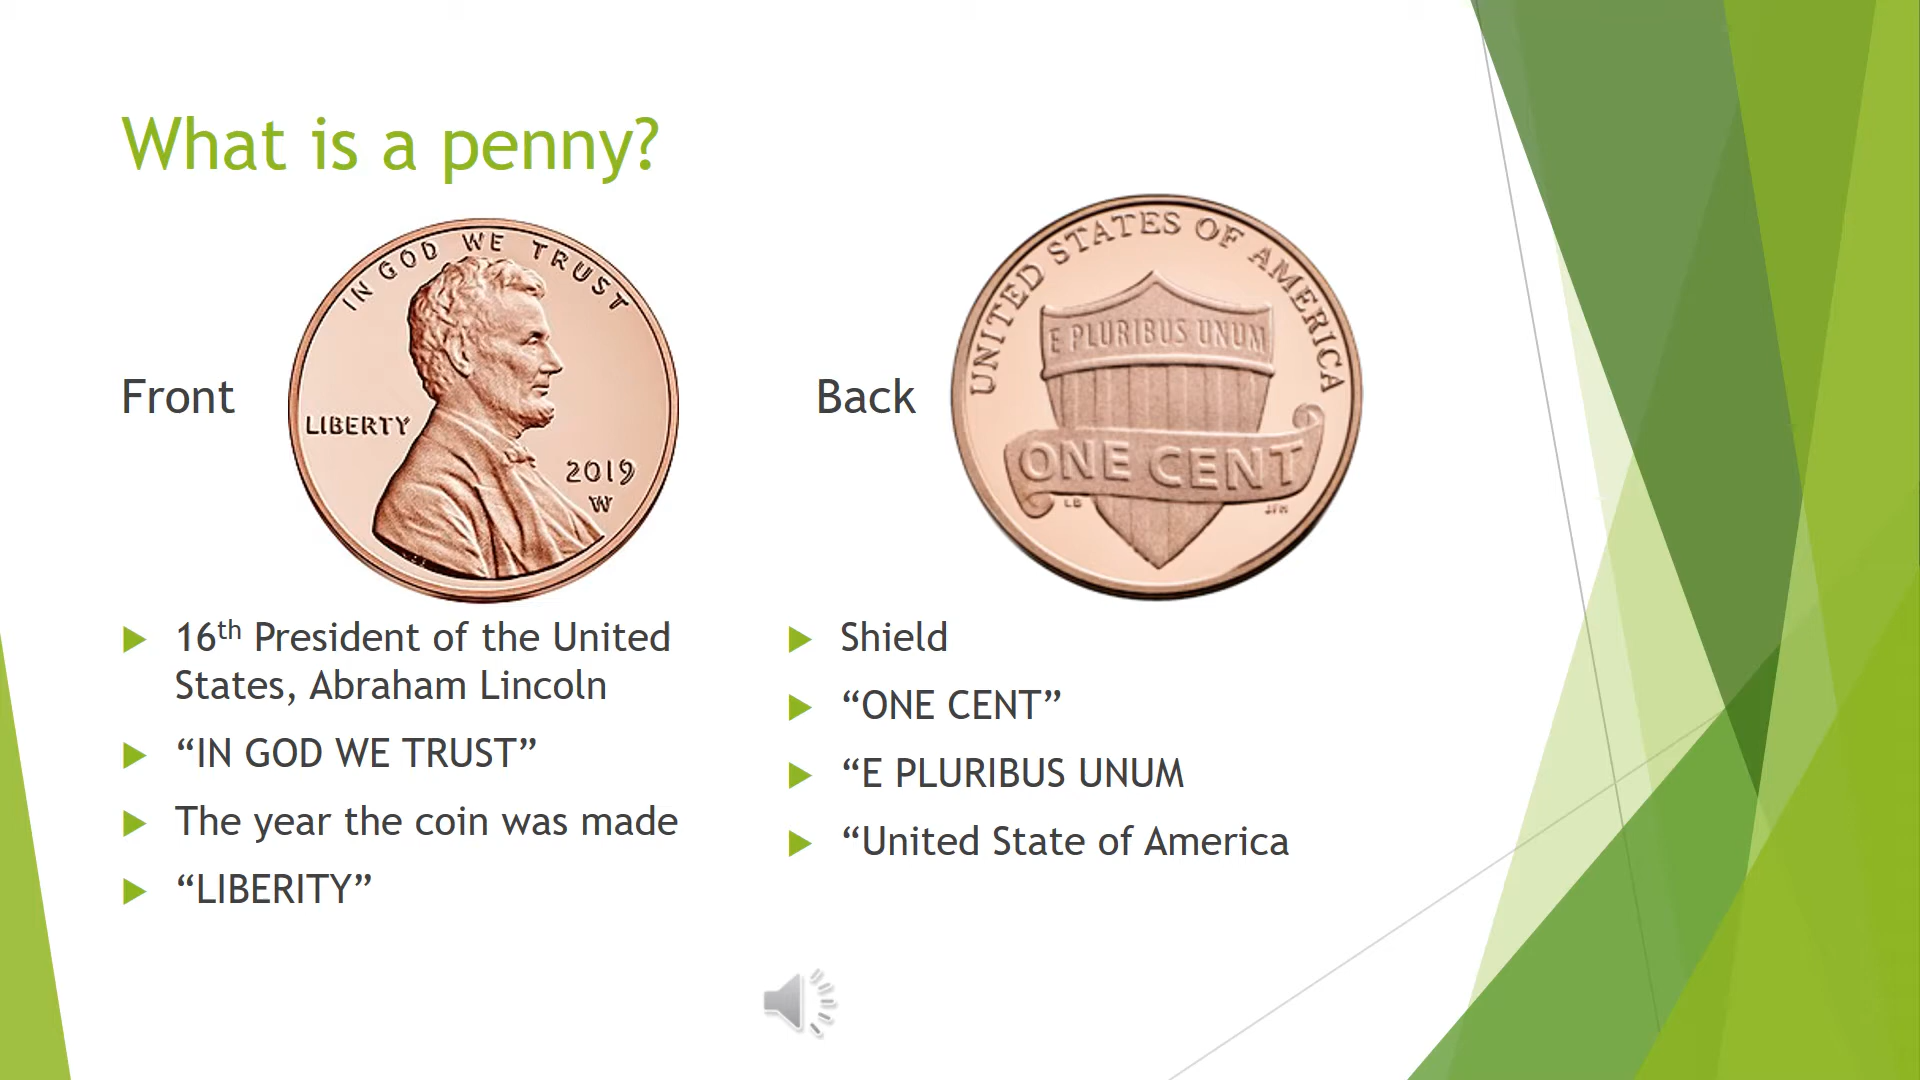 What is a penny?
Front
IN GOD WE TRUST
LIBERTY
2019
W
Back
UNITED STATES OF AMERICA
E PLURIBUS UNUM
ONE CENT
LB
JFM
16th President of the United
States, Abraham Lincoln
“IN GOD WE TRUST”
The year the coin was made
“LIBERITY”
Shield
“ONE CENT”
“E PLURIBUS UNUM
“United State of America